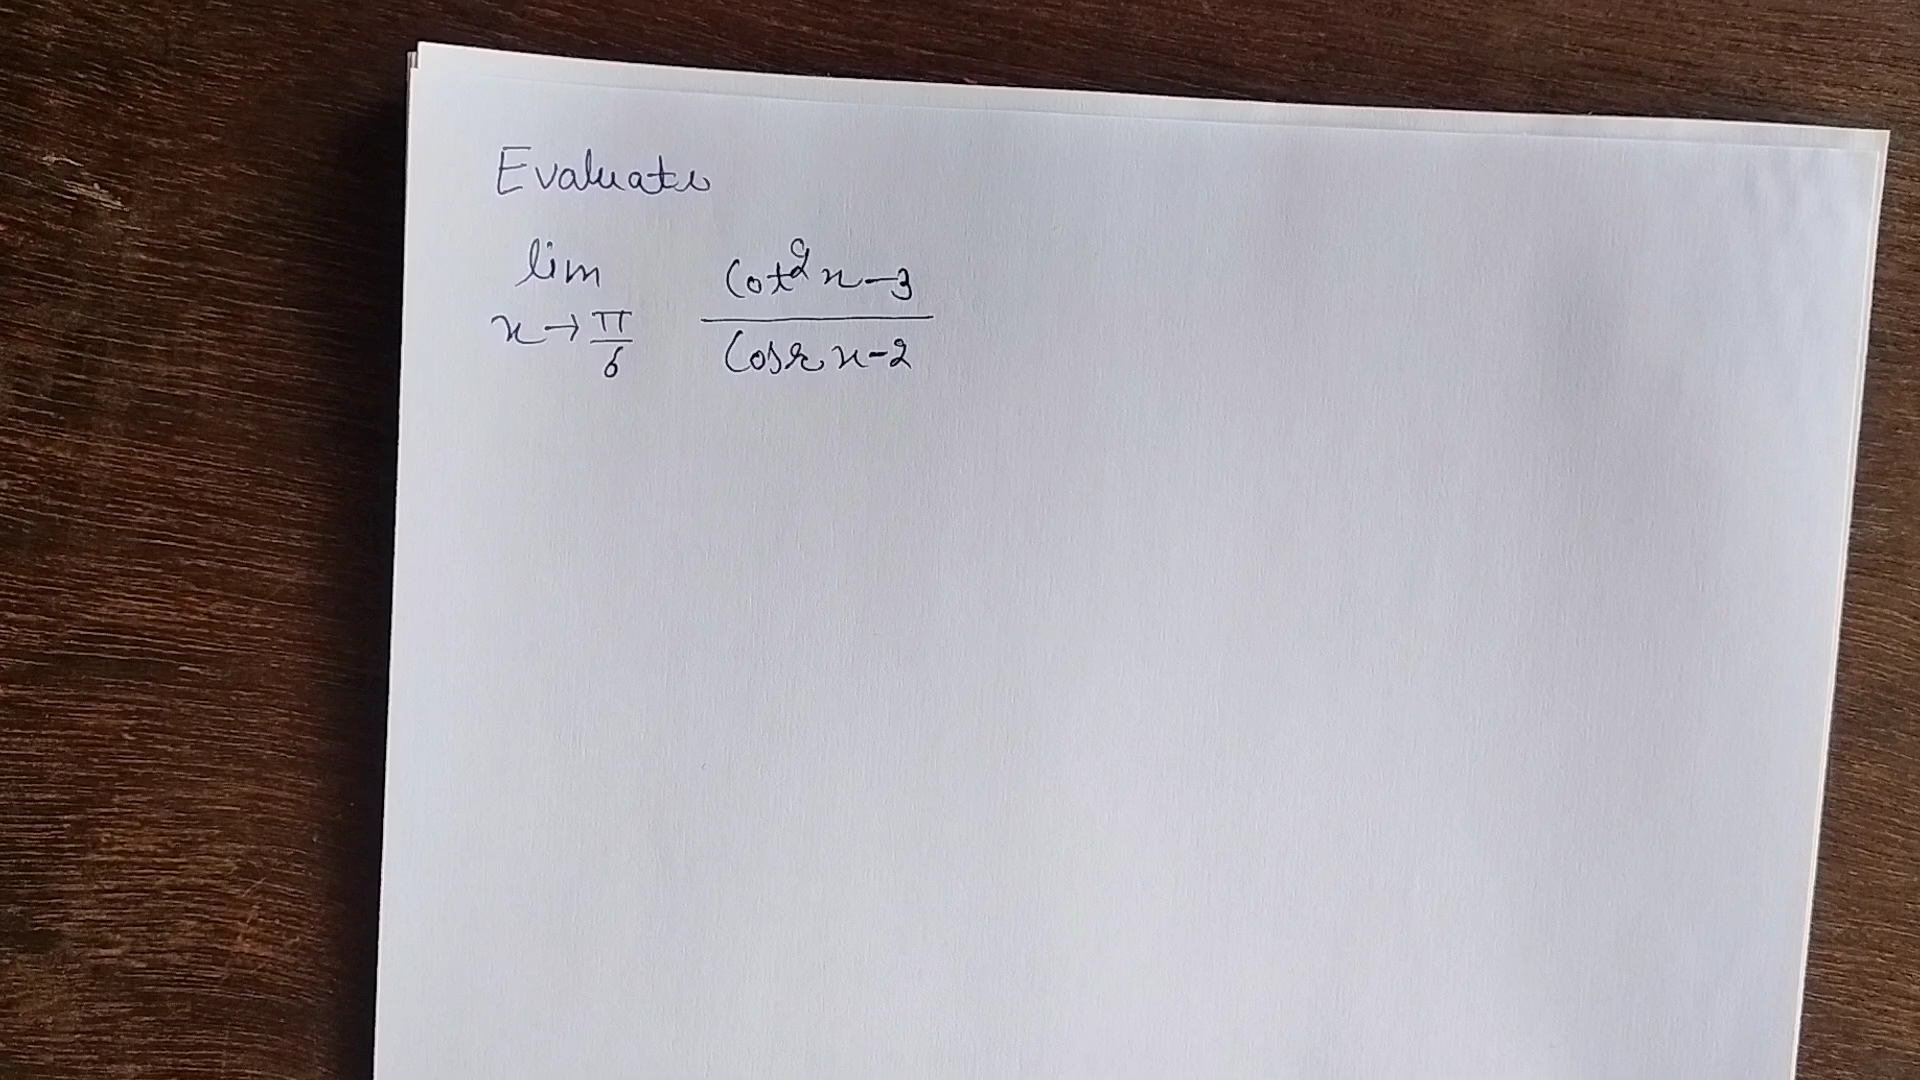 Evaluate
lim cot²x-3
x→π/6 cosec x-2